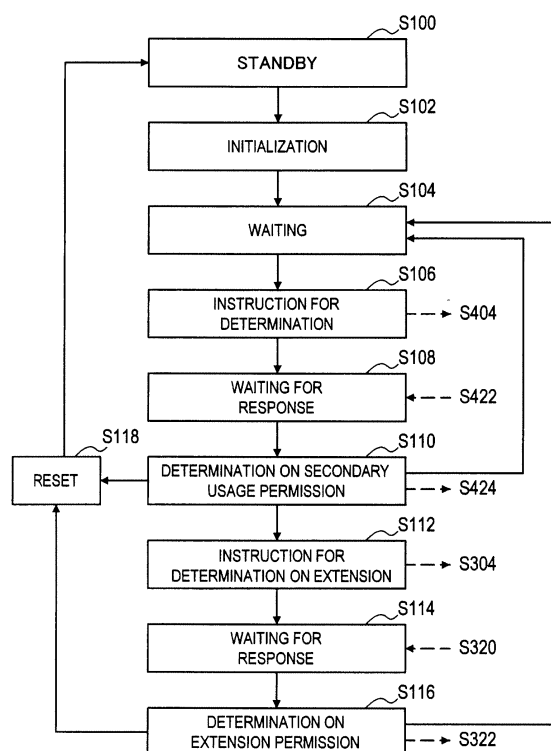 S100
STANDBY
S102
INITIALIZATION
S104
WAITING
S106
INSTRUCTION FOR
DETERMINATION
S404
S108
WAITING FOR
RESPONSE
S422
S118
RESET
S110
DETERMINATION ON SECONDARY
USAGE PERMISSION
S424
S112
INSTRUCTION FOR
DETERMINATION ON EXTENSION
S304
S114
WAITING FOR
RESPONSE
S320
S116
DETERMINATION ON
EXTENSION PERMISSION
S322